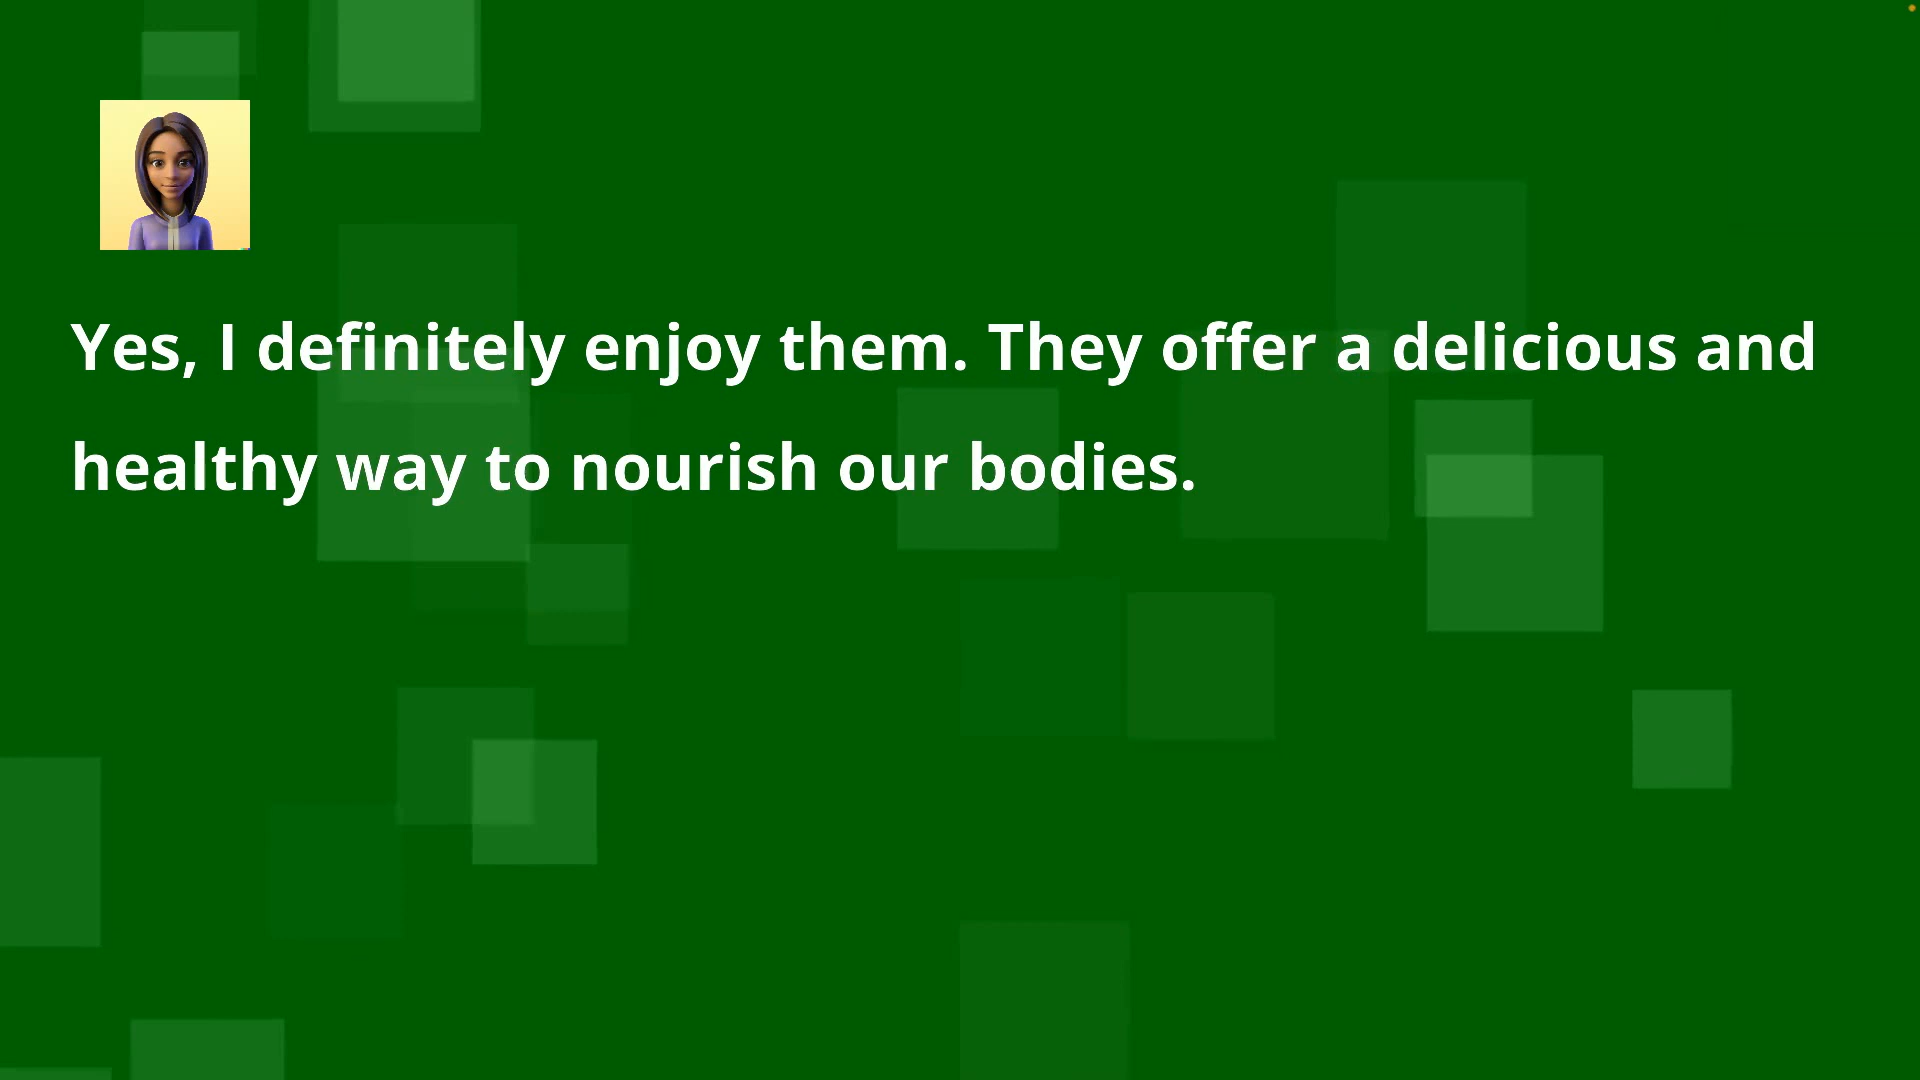 Yes, I definitely enjoy them. They offer a delicious and
healthy way to nourish our bodies.